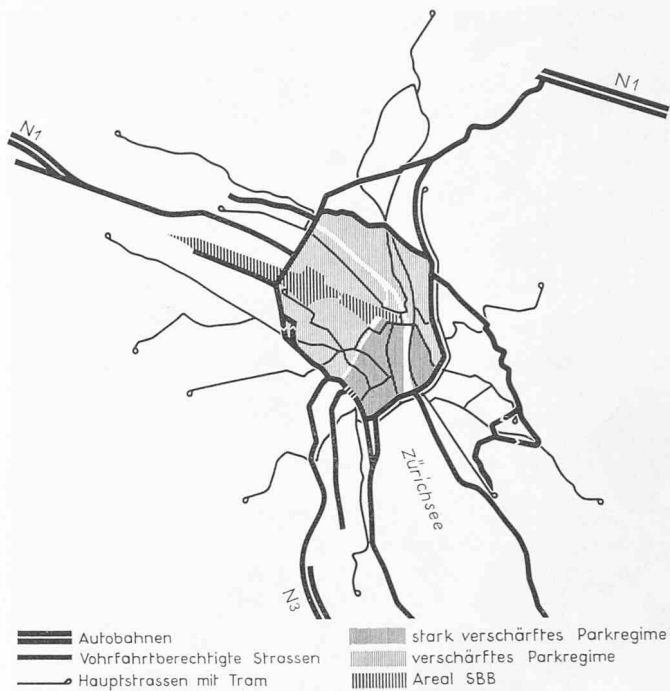 N1
N1
Zürichsee
N3
Autobahnen
Vohrfahrtberechtigte Strassen
Hauptstrassen mit Tram
stark verschärftes Parkregime
verschärftes Parkregime
Areal SBB